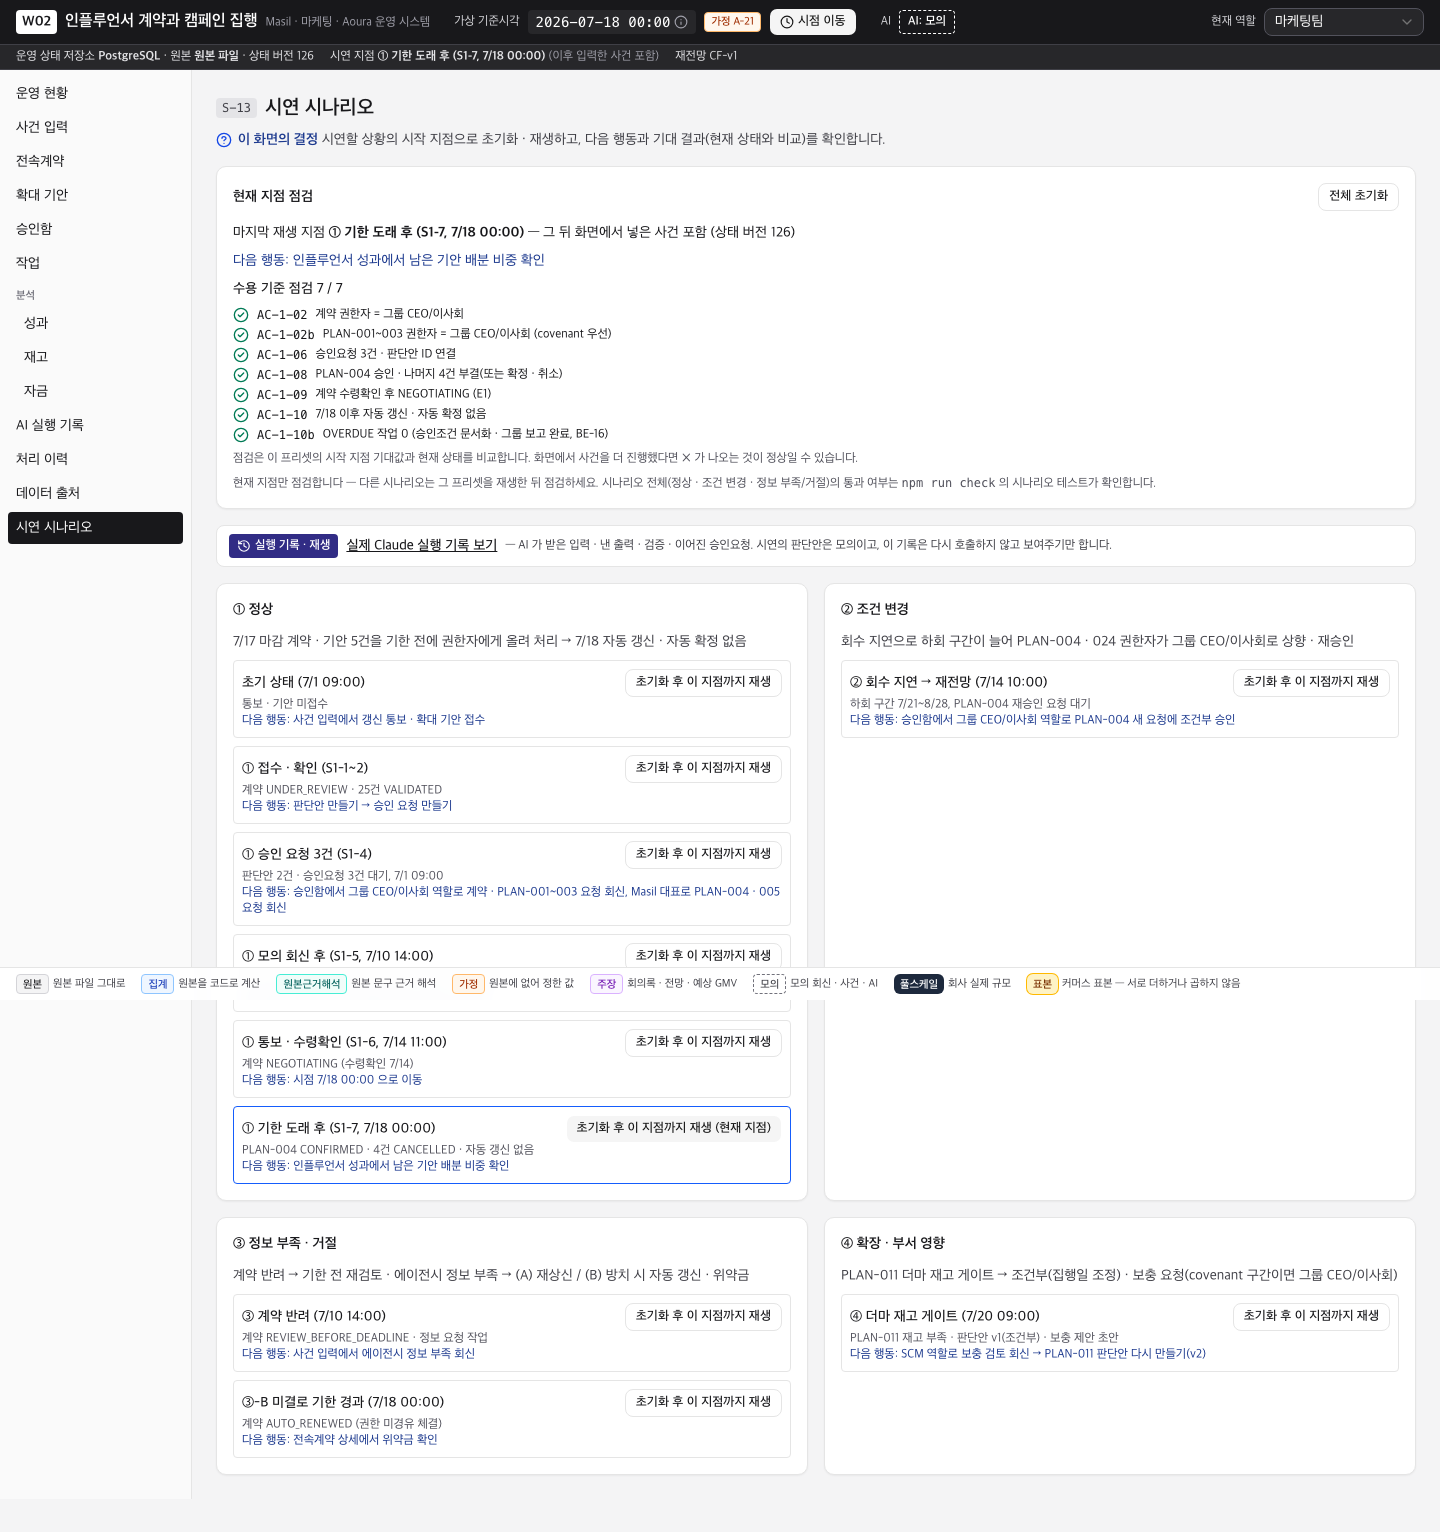 W02 인플루언서 계약과 캠페인 집행 Masil · 마케팅 · Aoura 운영 시스템 가상 기준시각 2026-07-18 00:00 가정 A-21 시점 이동 AI AI: 모의 현재 역할 마케팅팀
운영 상태 저장소 PostgreSQL · 원본 원본 파일 · 상태 버전 126 시연 지점 ① 기한 도래 후 (S1-7, 7/18 00:00) (이후 입력한 사건 포함) 재전망 CF-v1
운영 현황
사건 입력
전속계약
확대 기안
승인함
작업
분석
성과
재고
자금
AI 실행 기록
처리 이력
데이터 출처
시연 시나리오
S-13 시연 시나리오
이 화면의 결정 시연할 상황의 시작 지점으로 초기화 · 재생하고, 다음 행동과 기대 결과(현재 상태와 비교)를 확인합니다.
현재 지점 점검 전체 초기화
마지막 재생 지점 ① 기한 도래 후 (S1-7, 7/18 00:00) — 그 뒤 화면에서 넣은 사건 포함 (상태 버전 126)
다음 행동: 인플루언서 성과에서 남은 기안 배분 비중 확인
수용 기준 점검 7 / 7
AC-1-02 계약 권한자 = 그룹 CEO/이사회
AC-1-02b PLAN-001~003 권한자 = 그룹 CEO/이사회 (covenant 우선)
AC-1-06 승인요청 3건 · 판단안 ID 연결
AC-1-08 PLAN-004 승인 · 나머지 4건 부결(또는 확정 · 취소)
AC-1-09 계약 수령확인 후 NEGOTIATING (E1)
AC-1-10 7/18 이후 자동 갱신 · 자동 확정 없음
AC-1-10b OVERDUE 작업 0 (승인조건 문서화 · 그룹 보고 완료, BE-16)
점검은 이 프리셋의 시작 지점 기대값과 현재 상태를 비교합니다. 화면에서 사건을 더 진행했다면 × 가 나오는 것이 정상일 수 있습니다.
현재 지점만 점검합니다 — 다른 시나리오는 그 프리셋을 재생한 뒤 점검하세요. 시나리오 전체(정상 · 조건 변경 · 정보 부족/거절)의 통과 여부는 npm run check 의 시나리오 테스트가 확인합니다.
실행 기록 · 재생 실제 Claude 실행 기록 보기 — AI 가 받은 입력 · 낸 출력 · 검증 · 이어진 승인요청. 시연의 판단안은 모의이고, 이 기록은 다시 호출하지 않고 보여주기만 합니다.
① 정상
7/17 마감 계약 · 기안 5건을 기한 전에 권한자에게 올려 처리 → 7/18 자동 갱신 · 자동 확정 없음
초기 상태 (7/1 09:00) 초기화 후 이 지점까지 재생
통보 · 기안 미접수
다음 행동: 사건 입력에서 갱신 통보 · 확대 기안 접수
① 접수 · 확인 (S1-1~2) 초기화 후 이 지점까지 재생
계약 UNDER_REVIEW · 25건 VALIDATED
다음 행동: 판단안 만들기 → 승인 요청 만들기
① 승인 요청 3건 (S1-4) 초기화 후 이 지점까지 재생
판단안 2건 · 승인요청 3건 대기, 7/1 09:00
다음 행동: 승인함에서 그룹 CEO/이사회 역할로 계약 · PLAN-001~003 요청 회신, Masil 대표로 PLAN-004 · 005
요청 회신
① 모의 회신 후 (S1-5, 7/10 14:00) 초기화 후 이 지점까지 재생
원본 원본 파일 그대로 집계 원본을 코드로 계산 원본근거해석 원본 문구 근거 해석 가정 원본에 없어 정한 값 주장 회의록 · 전망 · 예상 GMV 모의 모의 회신 · 사건 · AI 풀스케일 회사 실제 규모 표본 커머스 표본 — 서로 더하거나 곱하지 않음
① 통보 · 수령확인 (S1-6, 7/14 11:00) 초기화 후 이 지점까지 재생
계약 NEGOTIATING (수령확인 7/14)
다음 행동: 시점 7/18 00:00 으로 이동
① 기한 도래 후 (S1-7, 7/18 00:00) 초기화 후 이 지점까지 재생 (현재 지점)
PLAN-004 CONFIRMED · 4건 CANCELLED · 자동 갱신 없음
다음 행동: 인플루언서 성과에서 남은 기안 배분 비중 확인
② 조건 변경
회수 지연으로 하회 구간이 늘어 PLAN-004 · 024 권한자가 그룹 CEO/이사회로 상향 · 재승인
② 회수 지연 → 재전망 (7/14 10:00) 초기화 후 이 지점까지 재생
하회 구간 7/21~8/28, PLAN-004 재승인 요청 대기
다음 행동: 승인함에서 그룹 CEO/이사회 역할로 PLAN-004 새 요청에 조건부 승인
③ 정보 부족 · 거절
계약 반려 → 기한 전 재검토 · 에이전시 정보 부족 → (A) 재상신 / (B) 방치 시 자동 갱신 · 위약금
③ 계약 반려 (7/10 14:00) 초기화 후 이 지점까지 재생
계약 REVIEW_BEFORE_DEADLINE · 정보 요청 작업
다음 행동: 사건 입력에서 에이전시 정보 부족 회신
③-B 미결로 기한 경과 (7/18 00:00) 초기화 후 이 지점까지 재생
계약 AUTO_RENEWED (권한 미경유 체결)
다음 행동: 전속계약 상세에서 위약금 확인
④ 확장 · 부서 영향
PLAN-011 더마 재고 게이트 → 조건부(집행일 조정) · 보충 요청(covenant 구간이면 그룹 CEO/이사회)
④ 더마 재고 게이트 (7/20 09:00) 초기화 후 이 지점까지 재생
PLAN-011 재고 부족 · 판단안 v1(조건부) · 보충 제안 초안
다음 행동: SCM 역할로 보충 검토 회신 → PLAN-011 판단안 다시 만들기(v2)